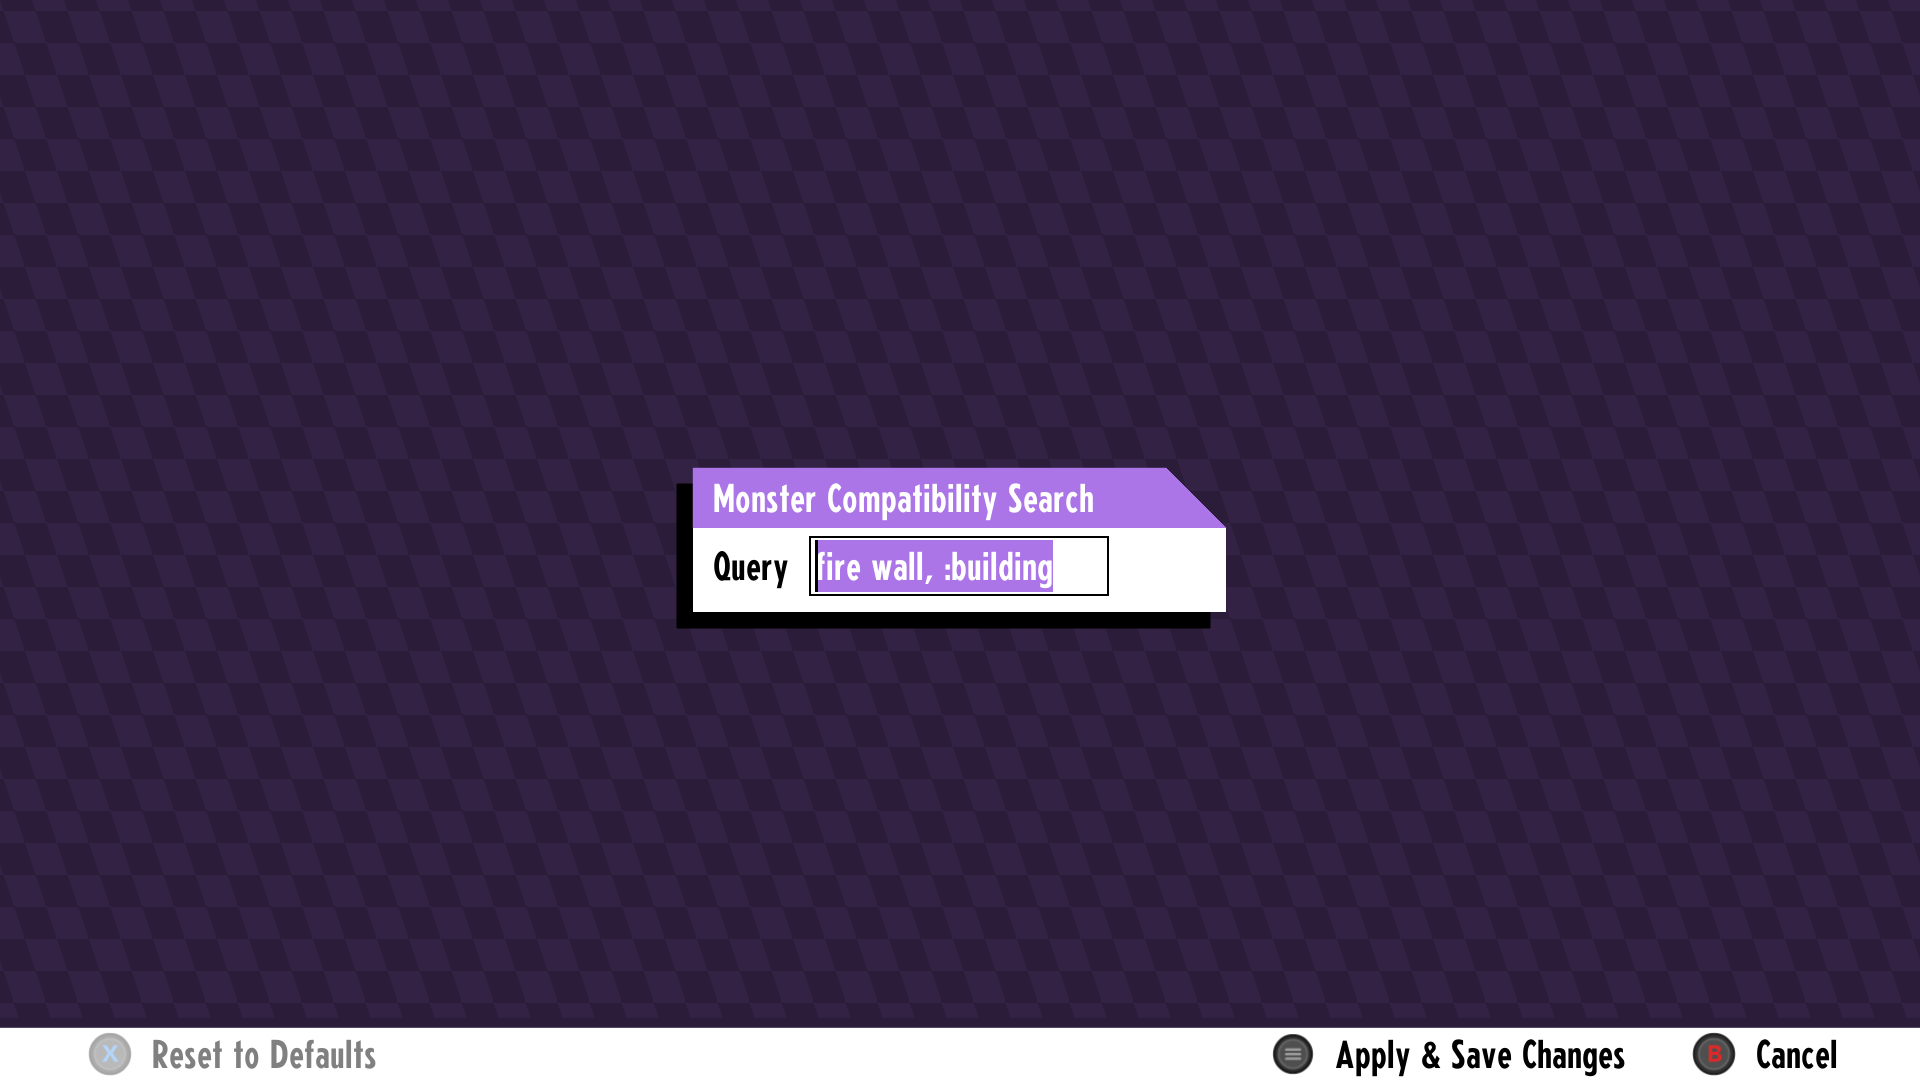 Monster Compatibility Search
Query fire wall, :building
X Reset to Defaults
Apply & Save Changes
B Cancel